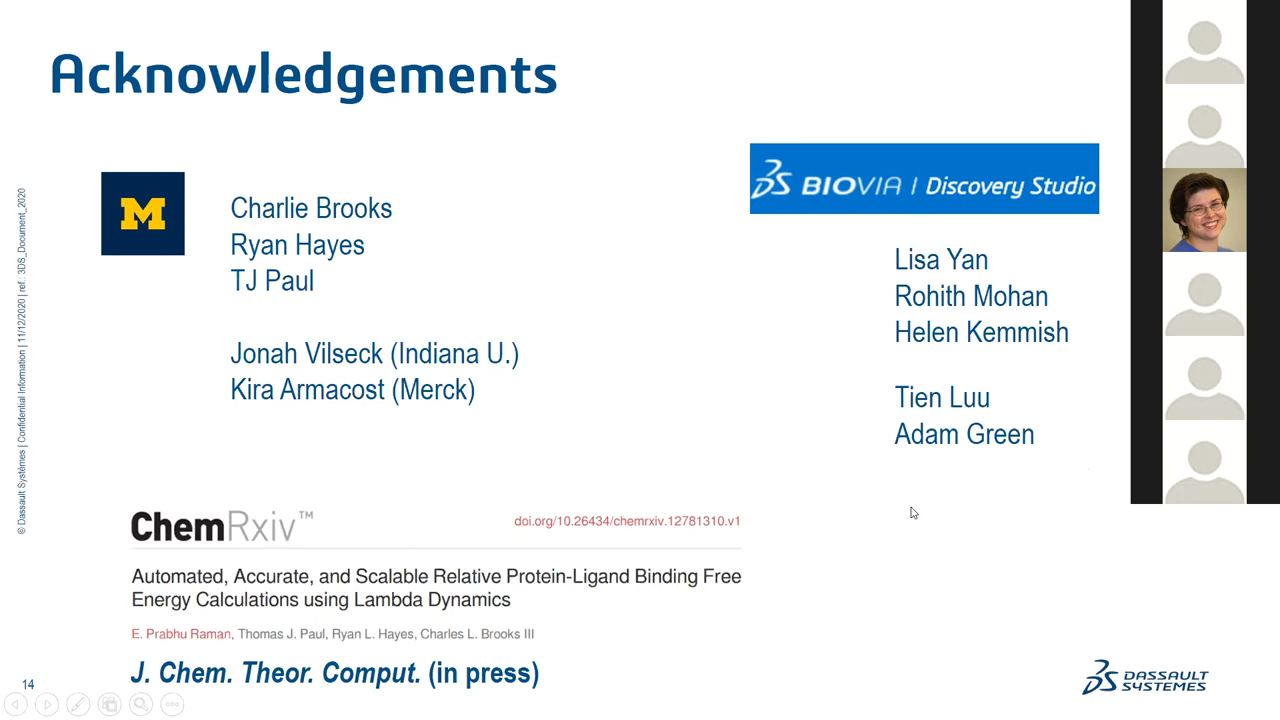 Acknowledgements
M
Charlie Brooks
Ryan Hayes
TJ Paul
Jonah Vilseck (Indiana U.)
Kira Armacost (Merck)
3DS BIOVIA | Discovery Studio
Lisa Yan
Rohith Mohan
Helen Kemmish
Tien Luu
Adam Green
ChemRxiv™
doi.org/10.26434/chemrxiv.12781310.v1
Automated, Accurate, and Scalable Relative Protein-Ligand Binding Free
Energy Calculations using Lambda Dynamics
E. Prabhu Raman, Thomas J. Paul, Ryan L. Hayes, Charles L. Brooks III
J. Chem. Theor. Comput. (in press)
© Dassault Systèmes | Confidential Information | 11/12/2020 | ref.: 3DS_Document_2020
14
3DS DASSAULT
SYSTEMES